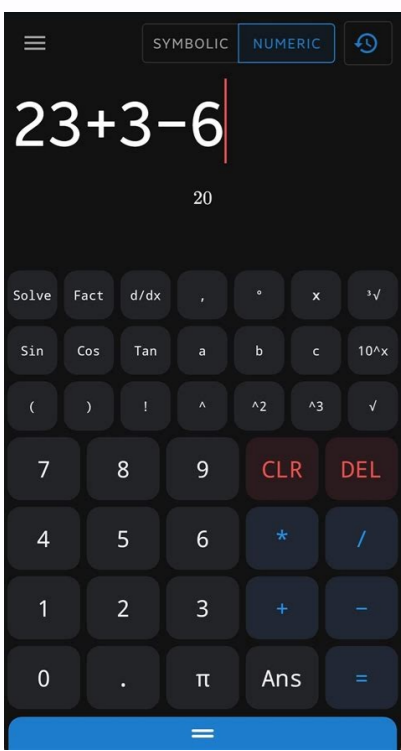 SYMBOLIC NUMERIC
23+3−6
20
Solve Fact d/dx , ° x ³√
Sin Cos Tan a b c 10^x
( ) ! ^ ^2 ^3 √
7 8 9 CLR DEL
4 5 6 * /
1 2 3 + −
0 . π Ans =
=